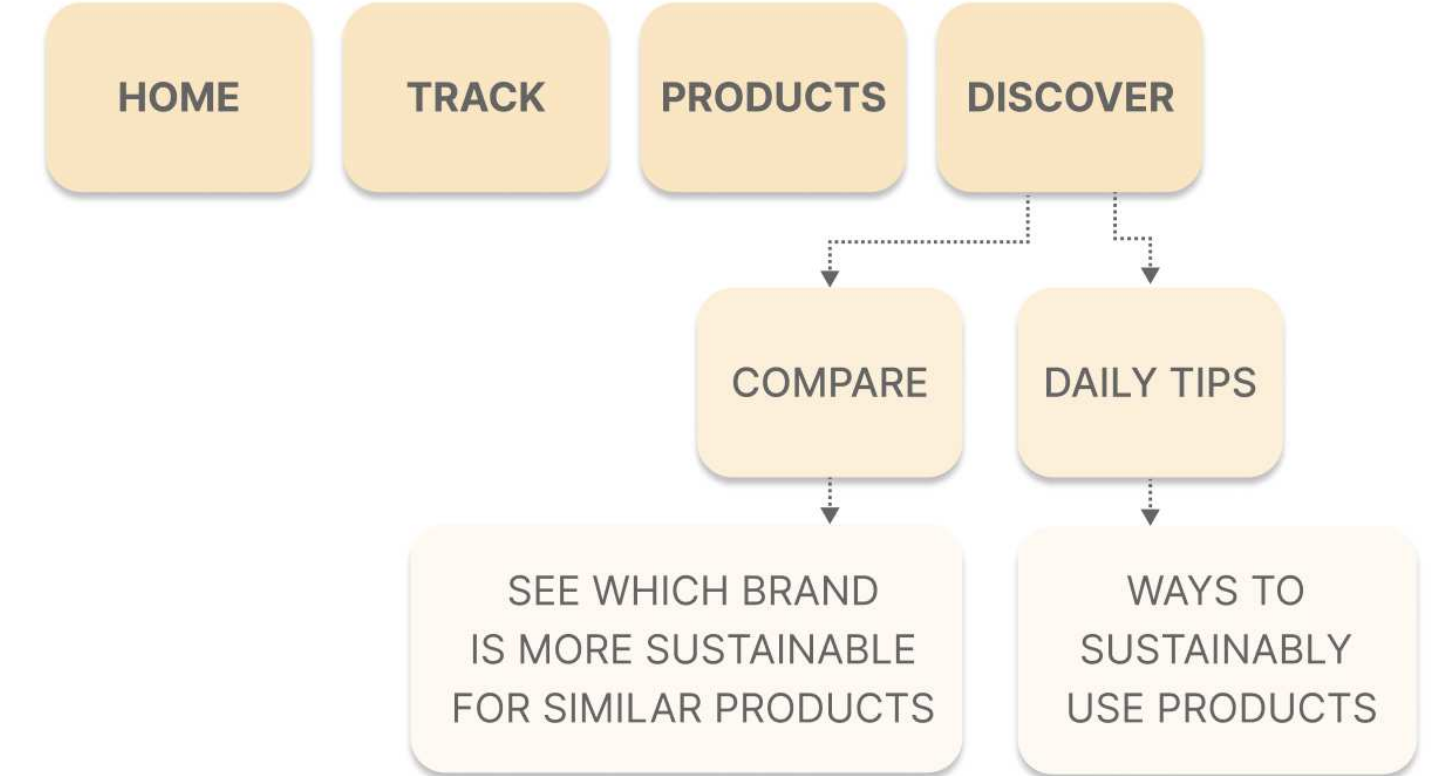 HOME
TRACK
PRODUCTS
DISCOVER
COMPARE
DAILY TIPS
SEE WHICH BRAND
IS MORE SUSTAINABLE
FOR SIMILAR PRODUCTS
WAYS TO
SUSTAINABLY
USE PRODUCTS